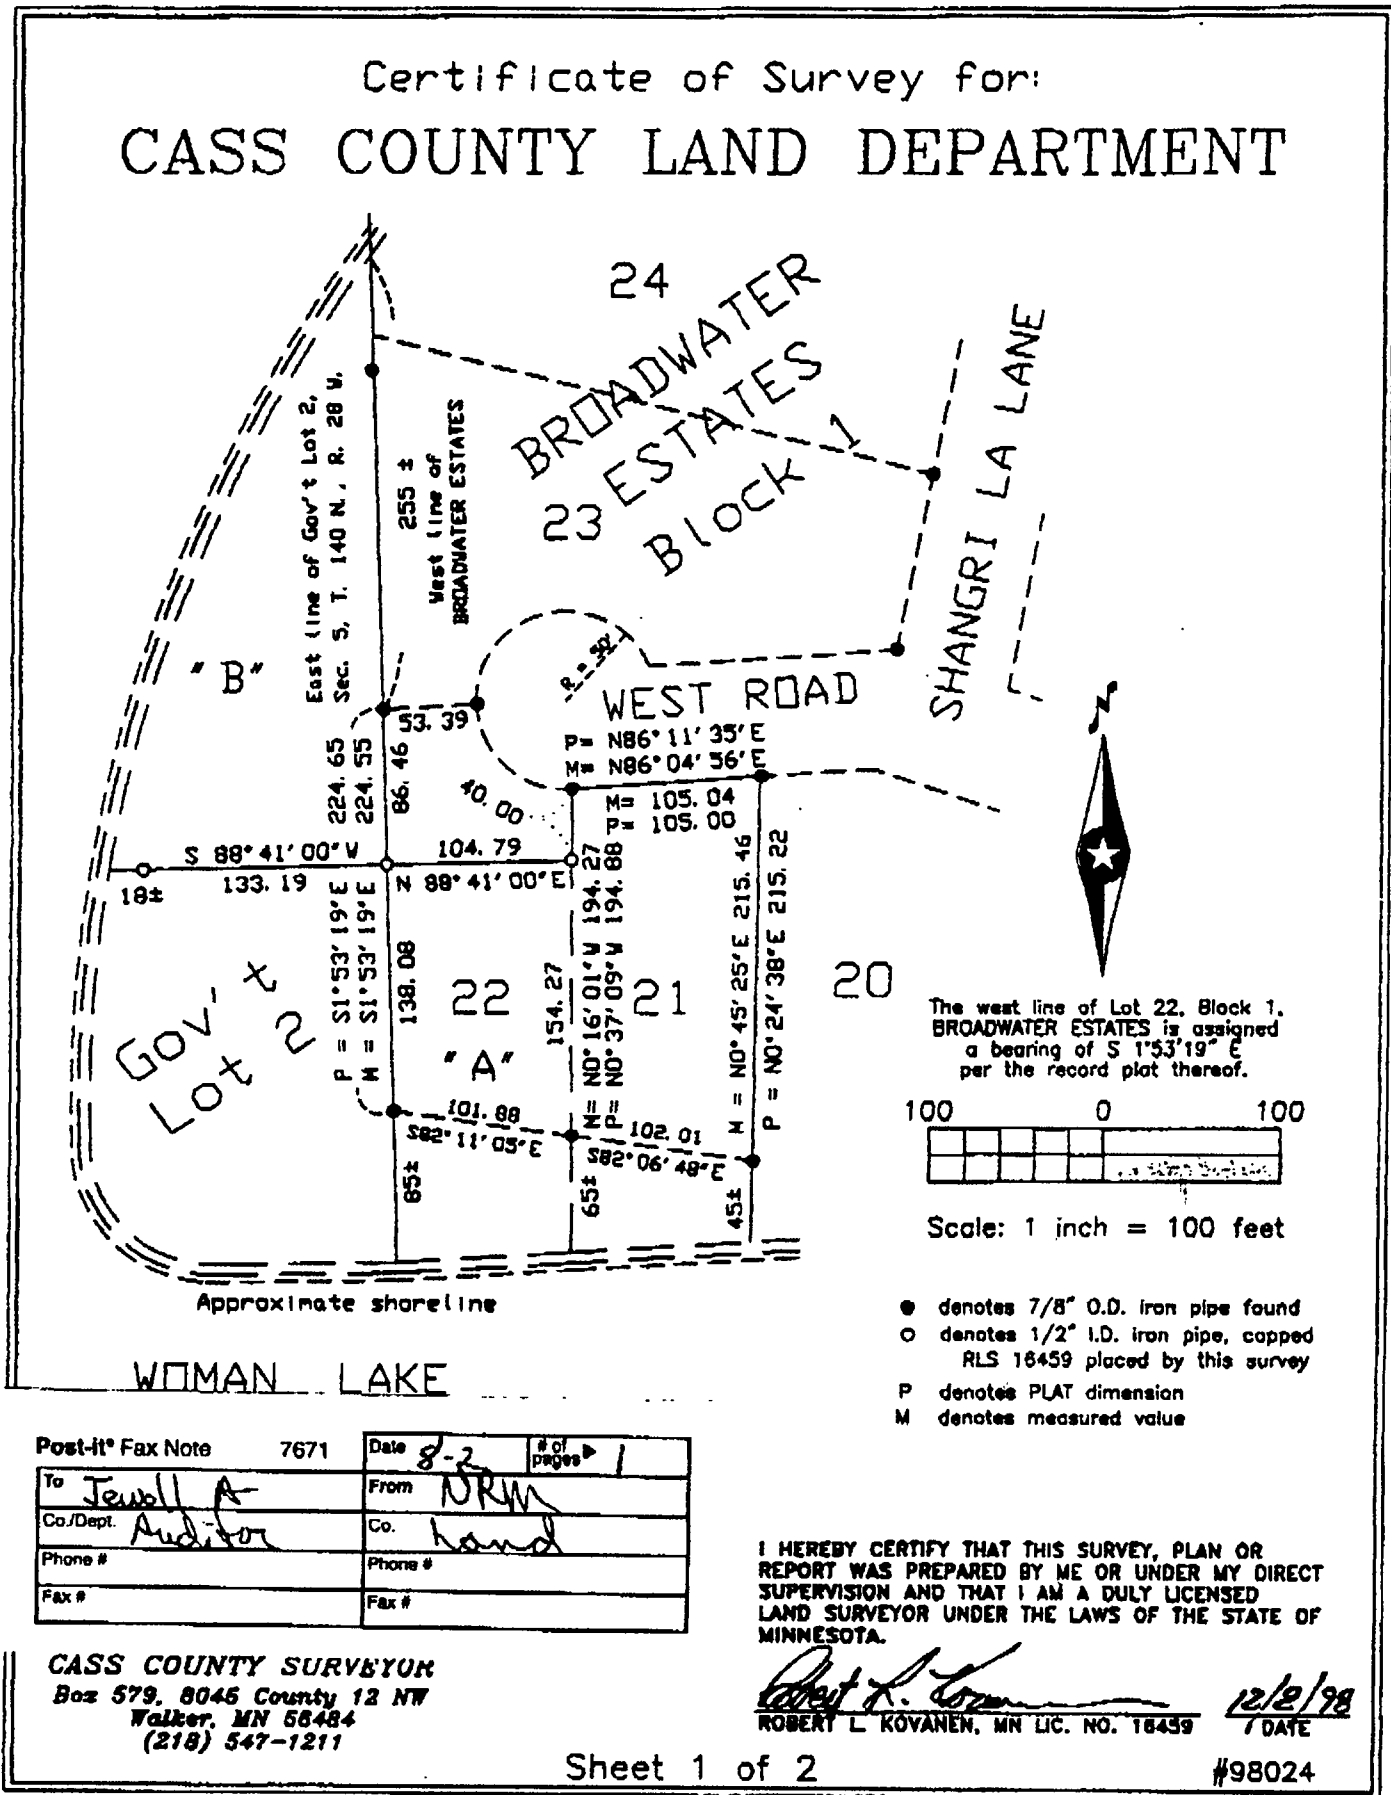 Certificate of Survey for:
CASS COUNTY LAND DEPARTMENT
24
BROADWATER
ESTATES
Block 1
23
SHANGRI LA LANE
East line of Gov't Lot 2,
Sec. 5, T. 140 N., R. 28 W.
255 ±
West line of
BROADWATER ESTATES
"B"
R = 50'
WEST ROAD
53.39
P= N86°11'35"E
M= N86°04'56"E
224.65
224.55
86.46
40.00
M= 105.04
P= 105.00
S 88°41'00"W
104.79
133.19
N 88°41'00"E
18±
P = S1°53'19"E
M = S1°53'19"E
138.08
154.27
M= N0°16'01"W 194.27
P= N0°37'09"W 194.88
M = N0°45'25"E 215.46
P = N0°24'38"E 215.22
Gov't
Lot 2
22
21
20
"A"
The west line of Lot 22, Block 1,
BROADWATER ESTATES is assigned
a bearing of S 1°53'19" E
per the record plat thereof.
101.88
S82°11'05"E
102.01
S82°06'48"E
85±
65±
45±
100 0 100
Scale: 1 inch = 100 feet
Approximate shoreline
WOMAN LAKE
denotes 7/8" O.D. iron pipe found
denotes 1/2" I.D. iron pipe, capped
RLS 16459 placed by this survey
P denotes PLAT dimension
M denotes measured value
Post-it® Fax Note 7671
Date 8-2
# of pages ▶ 1
To Jewell A
From NRM
Co./Dept. Auditor
Co. Land
Phone #
Phone #
Fax #
Fax #
I HEREBY CERTIFY THAT THIS SURVEY, PLAN OR
REPORT WAS PREPARED BY ME OR UNDER MY DIRECT
SUPERVISION AND THAT I AM A DULY LICENSED
LAND SURVEYOR UNDER THE LAWS OF THE STATE OF
MINNESOTA.
CASS COUNTY SURVEYOR
Box 579, 8045 County 12 NW
Walker, MN 56484
(218) 547-1211
Robert L. Kovanen
12/8/98
ROBERT L. KOVANEN, MN LIC. NO. 16459
DATE
Sheet 1 of 2
#98024